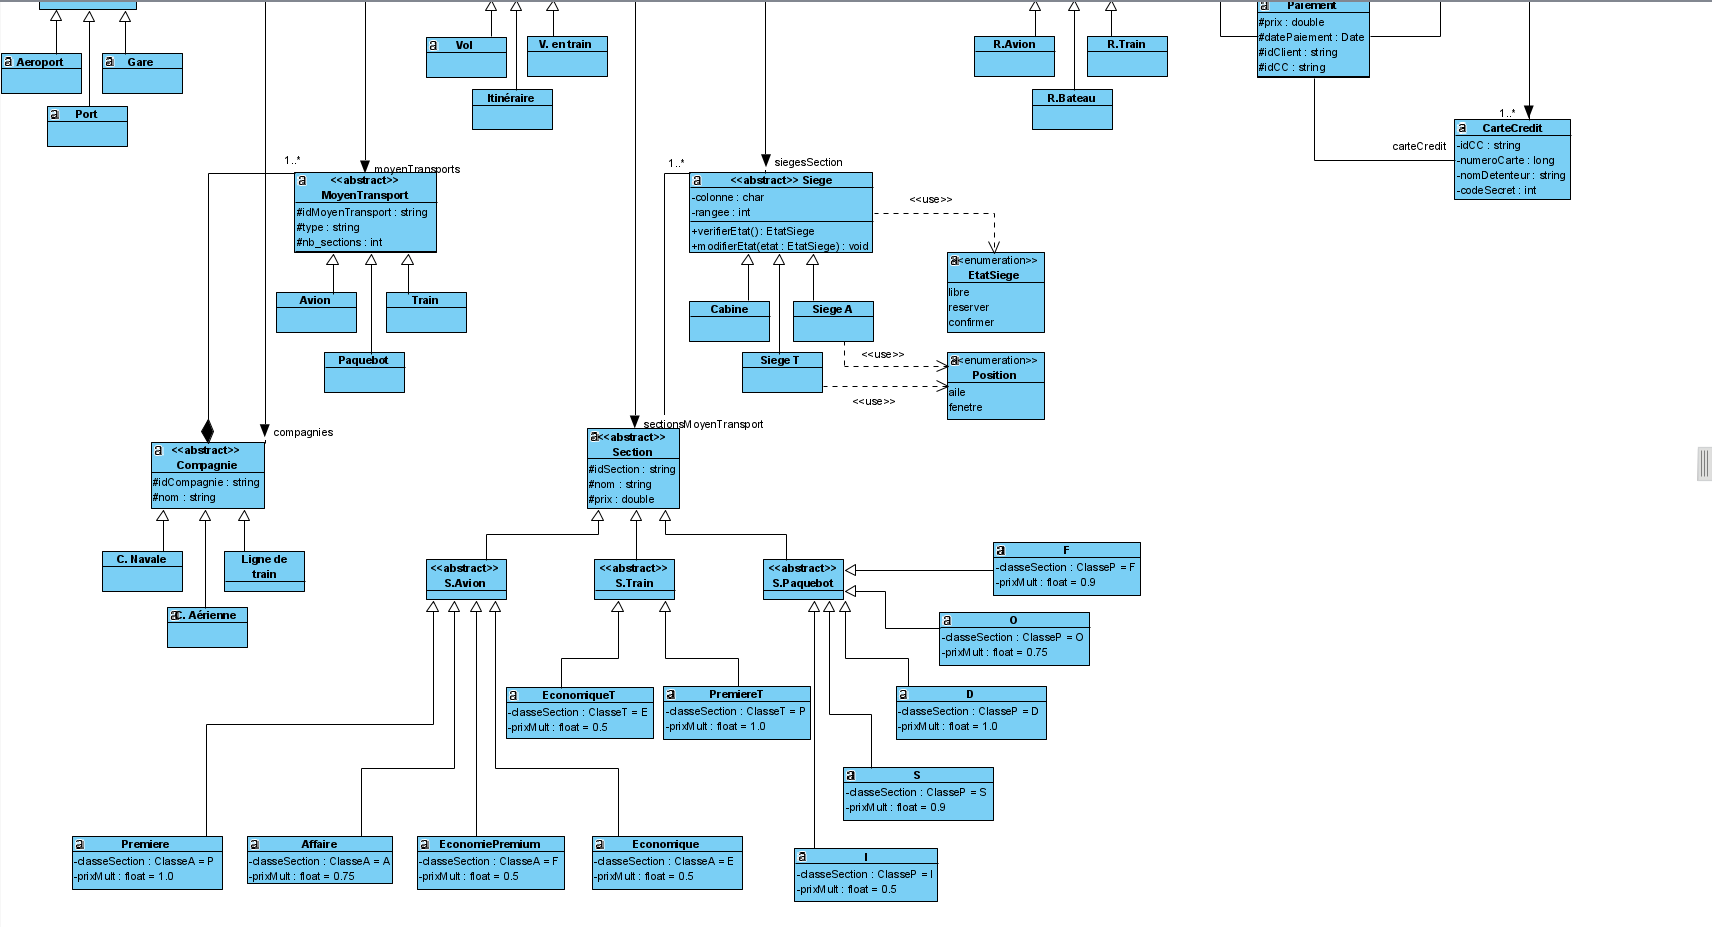 Aeroport
Gare
Port
Vol
V. en train
Itinéraire
R.Avion
R.Train
R.Bateau
Paiement
#prix : double
#datePaiement : Date
#idClient : string
#idCC : string
1..*
carteCredit
CarteCredit
-idCC : string
-numeroCarte : long
-nomDetenteur : string
-codeSecret : int
1..*
moyenTransports
<<abstract>>
MoyenTransport
#idMoyenTransport : string
#type : string
#nb_sections : int
Avion
Train
Paquebot
1..*
siegesSection
<<abstract>> Siege
-colonne : char
-rangee : int
+verifierEtat() : EtatSiege
+modifierEtat(etat : EtatSiege) : void
<<use>>
<<enumeration>>
EtatSiege
libre
reserver
confirmer
Cabine
Siege A
Siege T
<<use>>
<<use>>
<<enumeration>>
Position
aile
fenetre
compagnies
<<abstract>>
Compagnie
#idCompagnie : string
#nom : string
C. Navale
Ligne de
train
C. Aérienne
sectionsMoyenTransport
<<abstract>>
Section
#idSection : string
#nom : string
#prix : double
<<abstract>>
S.Avion
<<abstract>>
S.Train
<<abstract>>
S.Paquebot
F
-classeSection : ClasseP = F
-prixMult : float = 0.9
O
-classeSection : ClasseP = O
-prixMult : float = 0.75
D
-classeSection : ClasseP = D
-prixMult : float = 1.0
S
-classeSection : ClasseP = S
-prixMult : float = 0.9
I
-classeSection : ClasseP = I
-prixMult : float = 0.5
EconomiqueT
-classeSection : ClasseT = E
-prixMult : float = 0.5
PremiereT
-classeSection : ClasseT = P
-prixMult : float = 1.0
Premiere
-classeSection : ClasseA = P
-prixMult : float = 1.0
Affaire
-classeSection : ClasseA = A
-prixMult : float = 0.75
EconomiePremium
-classeSection : ClasseA = F
-prixMult : float = 0.5
Economique
-classeSection : ClasseA = E
-prixMult : float = 0.5